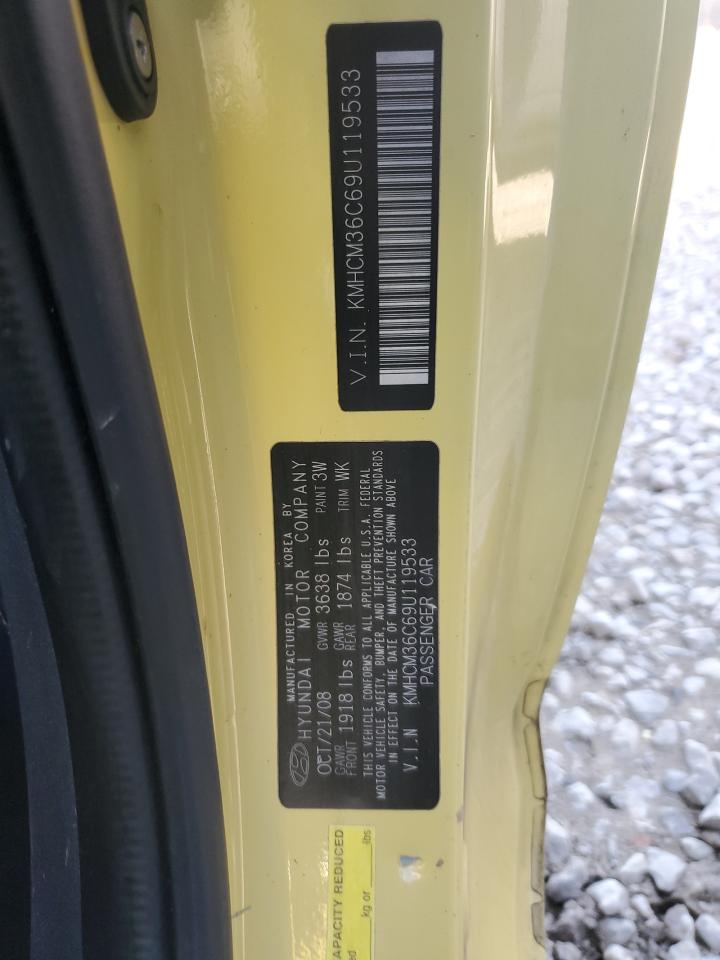 V.I.N. KMHCM36C69U119533
MANUFACTURED IN KOREA BY
HYUNDAI MOTOR COMPANY
OCT/21/08 GVWR 3638 lbs PAINT 3W
GAWR FRONT 1918 lbs GAWR REAR 1874 lbs TRIM WK
THIS VEHICLE CONFORMS TO ALL APPLICABLE U.S.A. FEDERAL
MOTOR VEHICLE SAFETY, BUMPER, AND THEFT PREVENTION STANDARDS
IN EFFECT ON THE DATE OF MANUFACTURE SHOWN ABOVE
V.I.N KMHCM36C69U119533
PASSENGER CAR
APACITY REDUCED
kg or lbs